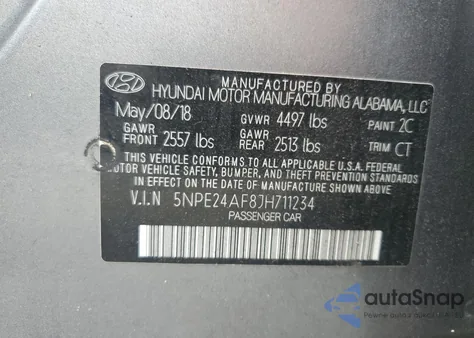 MANUFACTURED BY
HYUNDAI MOTOR MANUFACTURING ALABAMA, LLC
May/08/18 GVWR 4497 lbs PAINT 2C
GAWR FRONT 2557 lbs GAWR REAR 2513 lbs TRIM CT
THIS VEHICLE CONFORMS TO ALL APPLICABLE U.S.A. FEDERAL
MOTOR VEHICLE SAFETY, BUMPER, AND THEFT PREVENTION STANDARDS
IN EFFECT ON THE DATE OF MANUFACTURE SHOWN ABOVE.
V.I.N 5NPE24AF8JH711234
PASSENGER CAR
autoSnap